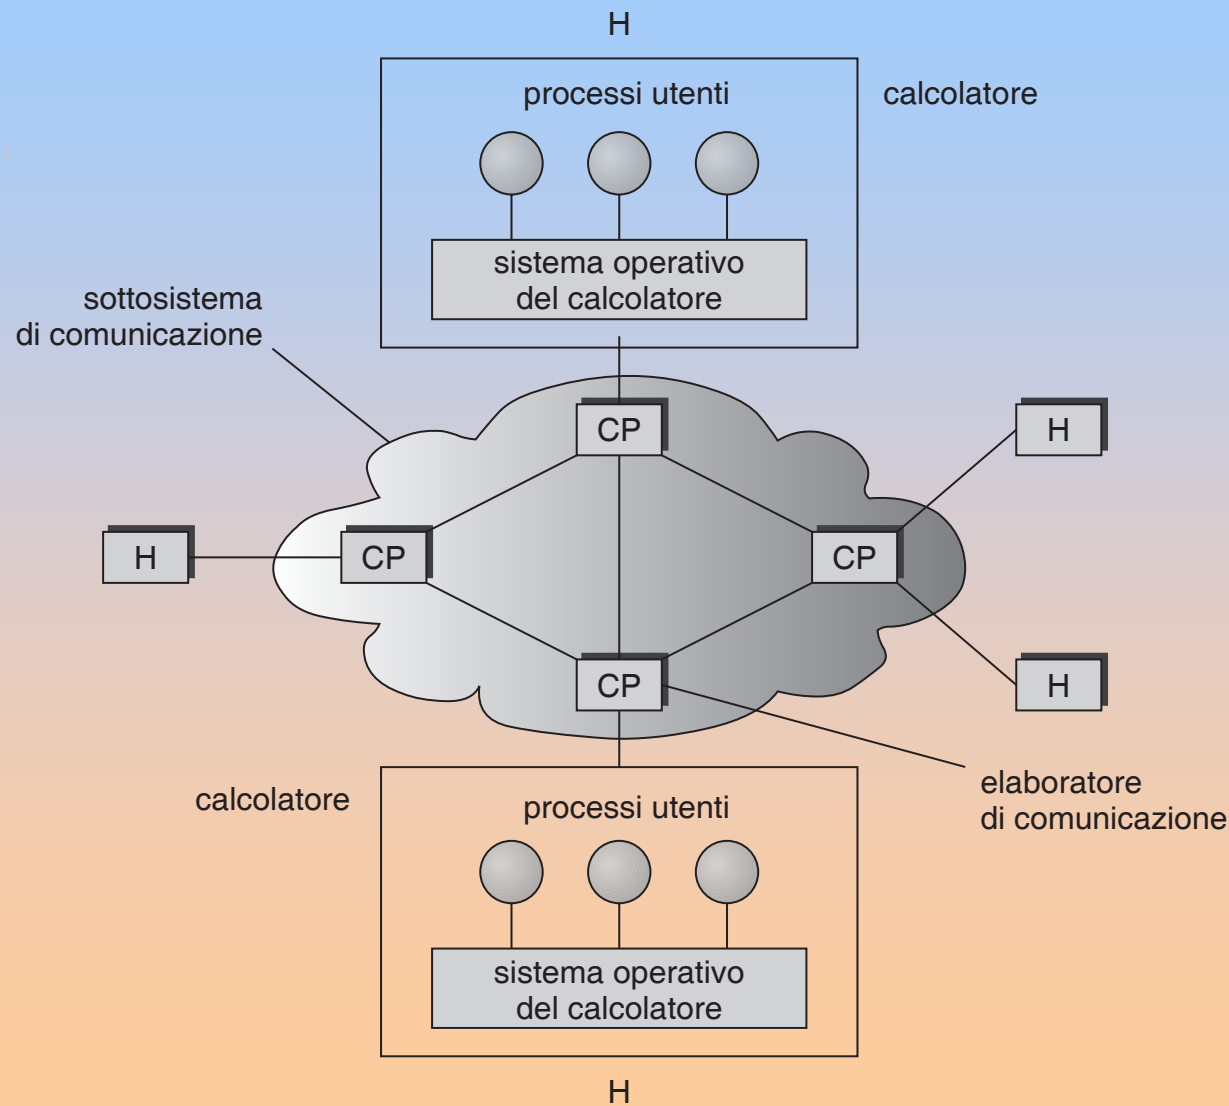 H
processi utenti
calcolatore
sistema operativo
del calcolatore
sottosistema
di comunicazione
CP
H
H
CP
CP
CP
H
elaboratore
di comunicazione
calcolatore
processi utenti
sistema operativo
del calcolatore
H